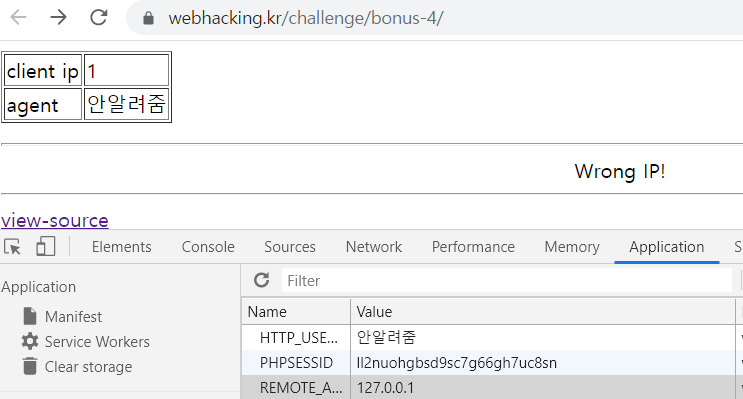 webhacking.kr/challenge/bonus-4/
client ip 1
agent 안알려줌
Wrong IP!
view-source
Elements Console Sources Network Performance Memory Application S
Application
Filter
Manifest
Service Workers
Clear storage
Name Value
HTTP_USE... 안알려줌
PHPSESSID ll2nuohgbsd9sc7g66gh7uc8sn
REMOTE_A... 127.0.0.1